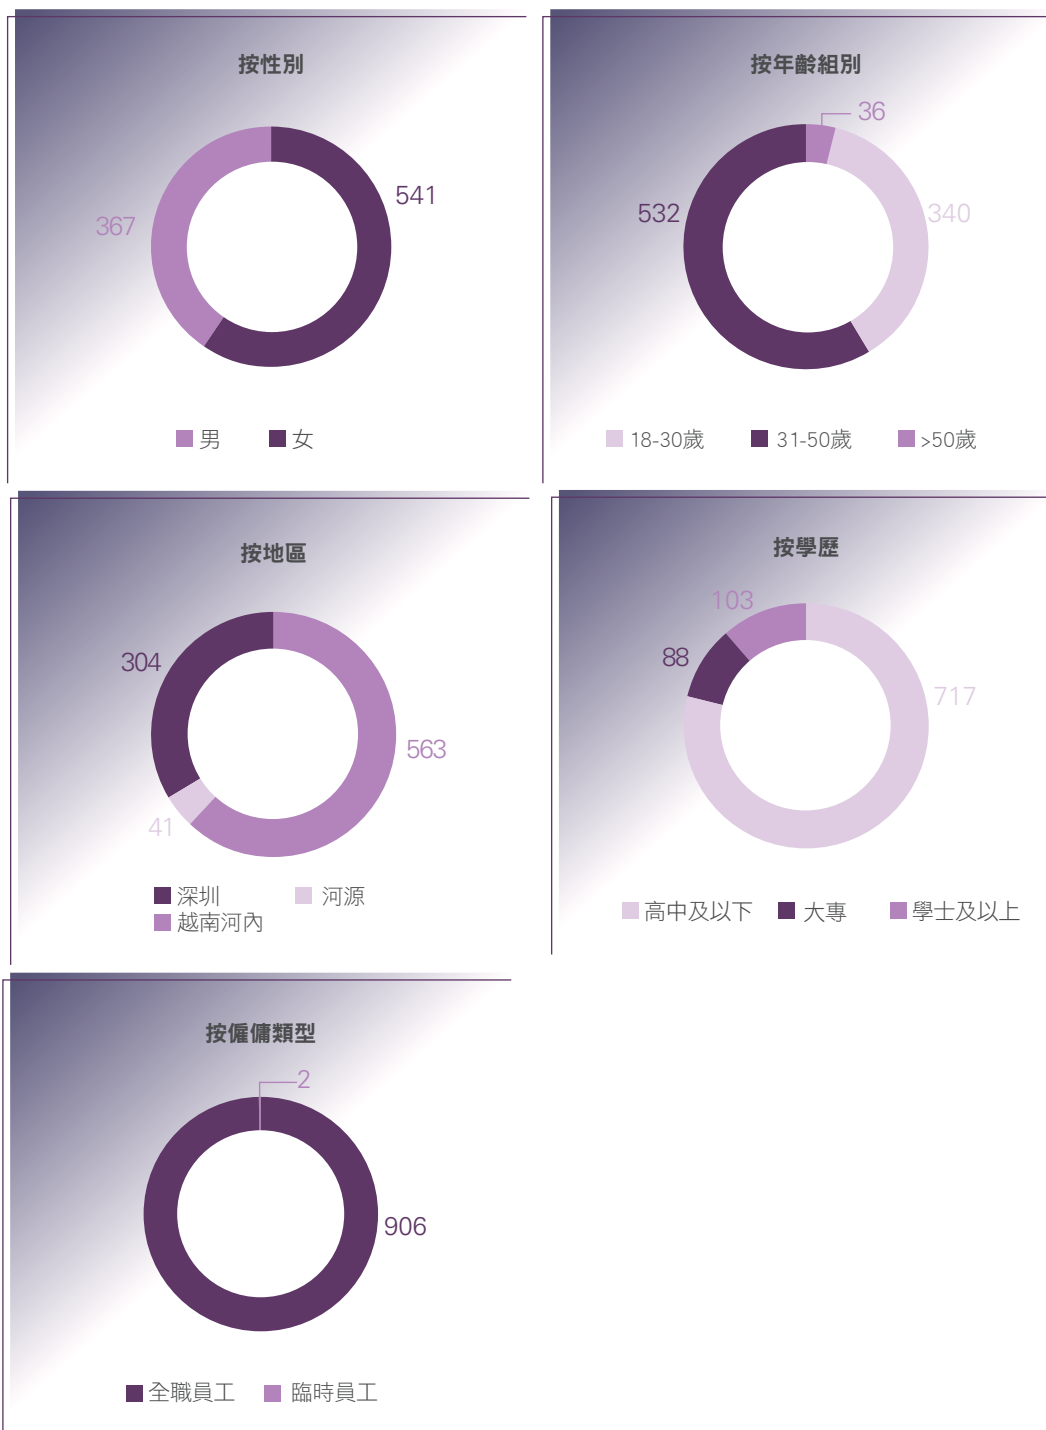 按性別
367
541
男 女
按年齡組別
36
532
340
18-30歲 31-50歲 >50歲
按地區
304
563
41
深圳 河源
越南河內
按學歷
103
88
717
高中及以下 大專 學士及以上
按僱傭類型
2
906
全職員工 臨時員工